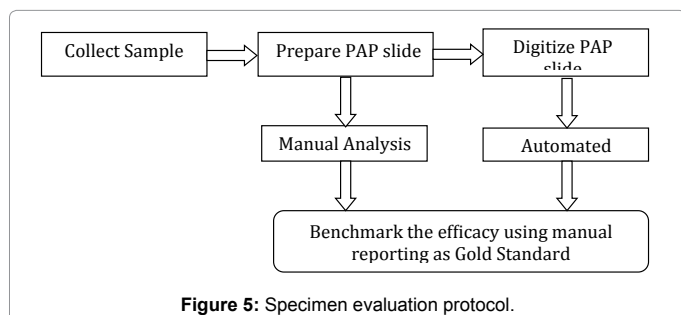 Collect Sample
Prepare PAP slide
Digitize PAP
slide
Manual Analysis
Automated
Benchmark the efficacy using manual
reporting as Gold Standard
Figure 5: Specimen evaluation protocol.